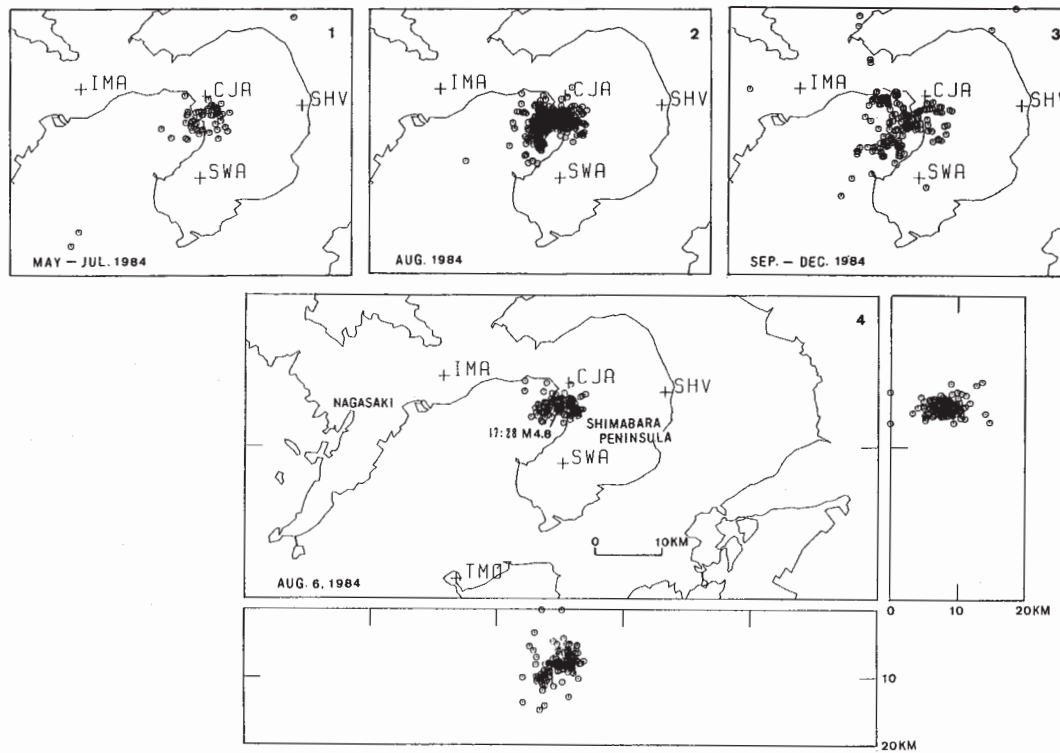 1
IMA
CJA
SHV
SWA
MAY – JUL. 1984
2
IMA
CJA
SHV
SWA
AUG. 1984
3
IMA
CJA
SHV
SWA
SEP. – DEC. 1984
4
IMA
CJA
SHV
NAGASAKI
17:28 M4.8
SHIMABARA
PENINSULA
SWA
0 10KM
TMO
AUG. 6, 1984
0 10 20KM
10
20KM